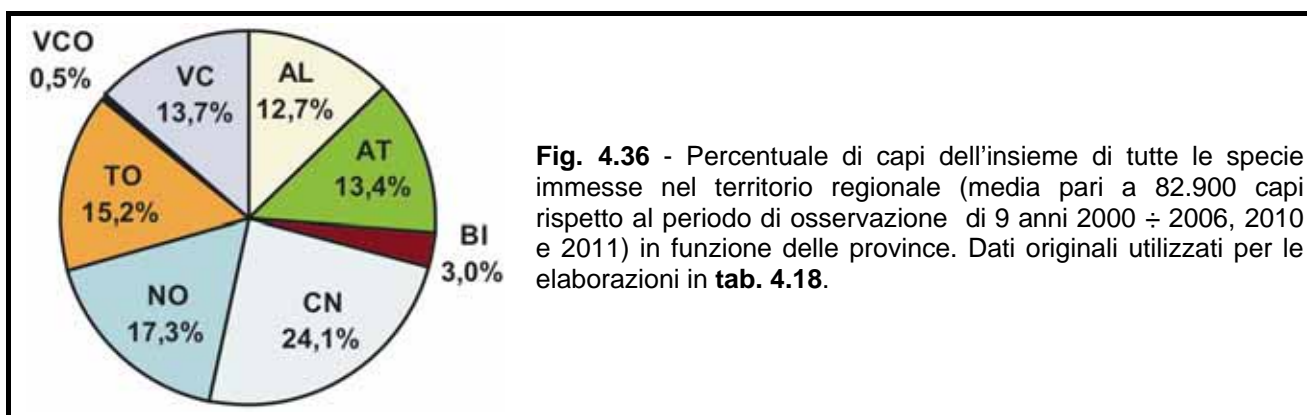 VCO
0,5%
VC
13,7%
AL
12,7%
AT
13,4%
BI
3,0%
CN
24,1%
NO
17,3%
TO
15,2%
Fig. 4.36 - Percentuale di capi dell'insieme di tutte le specie
immesse nel territorio regionale (media pari a 82.900 capi
rispetto al periodo di osservazione di 9 anni 2000 ÷ 2006, 2010
e 2011) in funzione delle province. Dati originali utilizzati per le
elaborazioni in tab. 4.18.